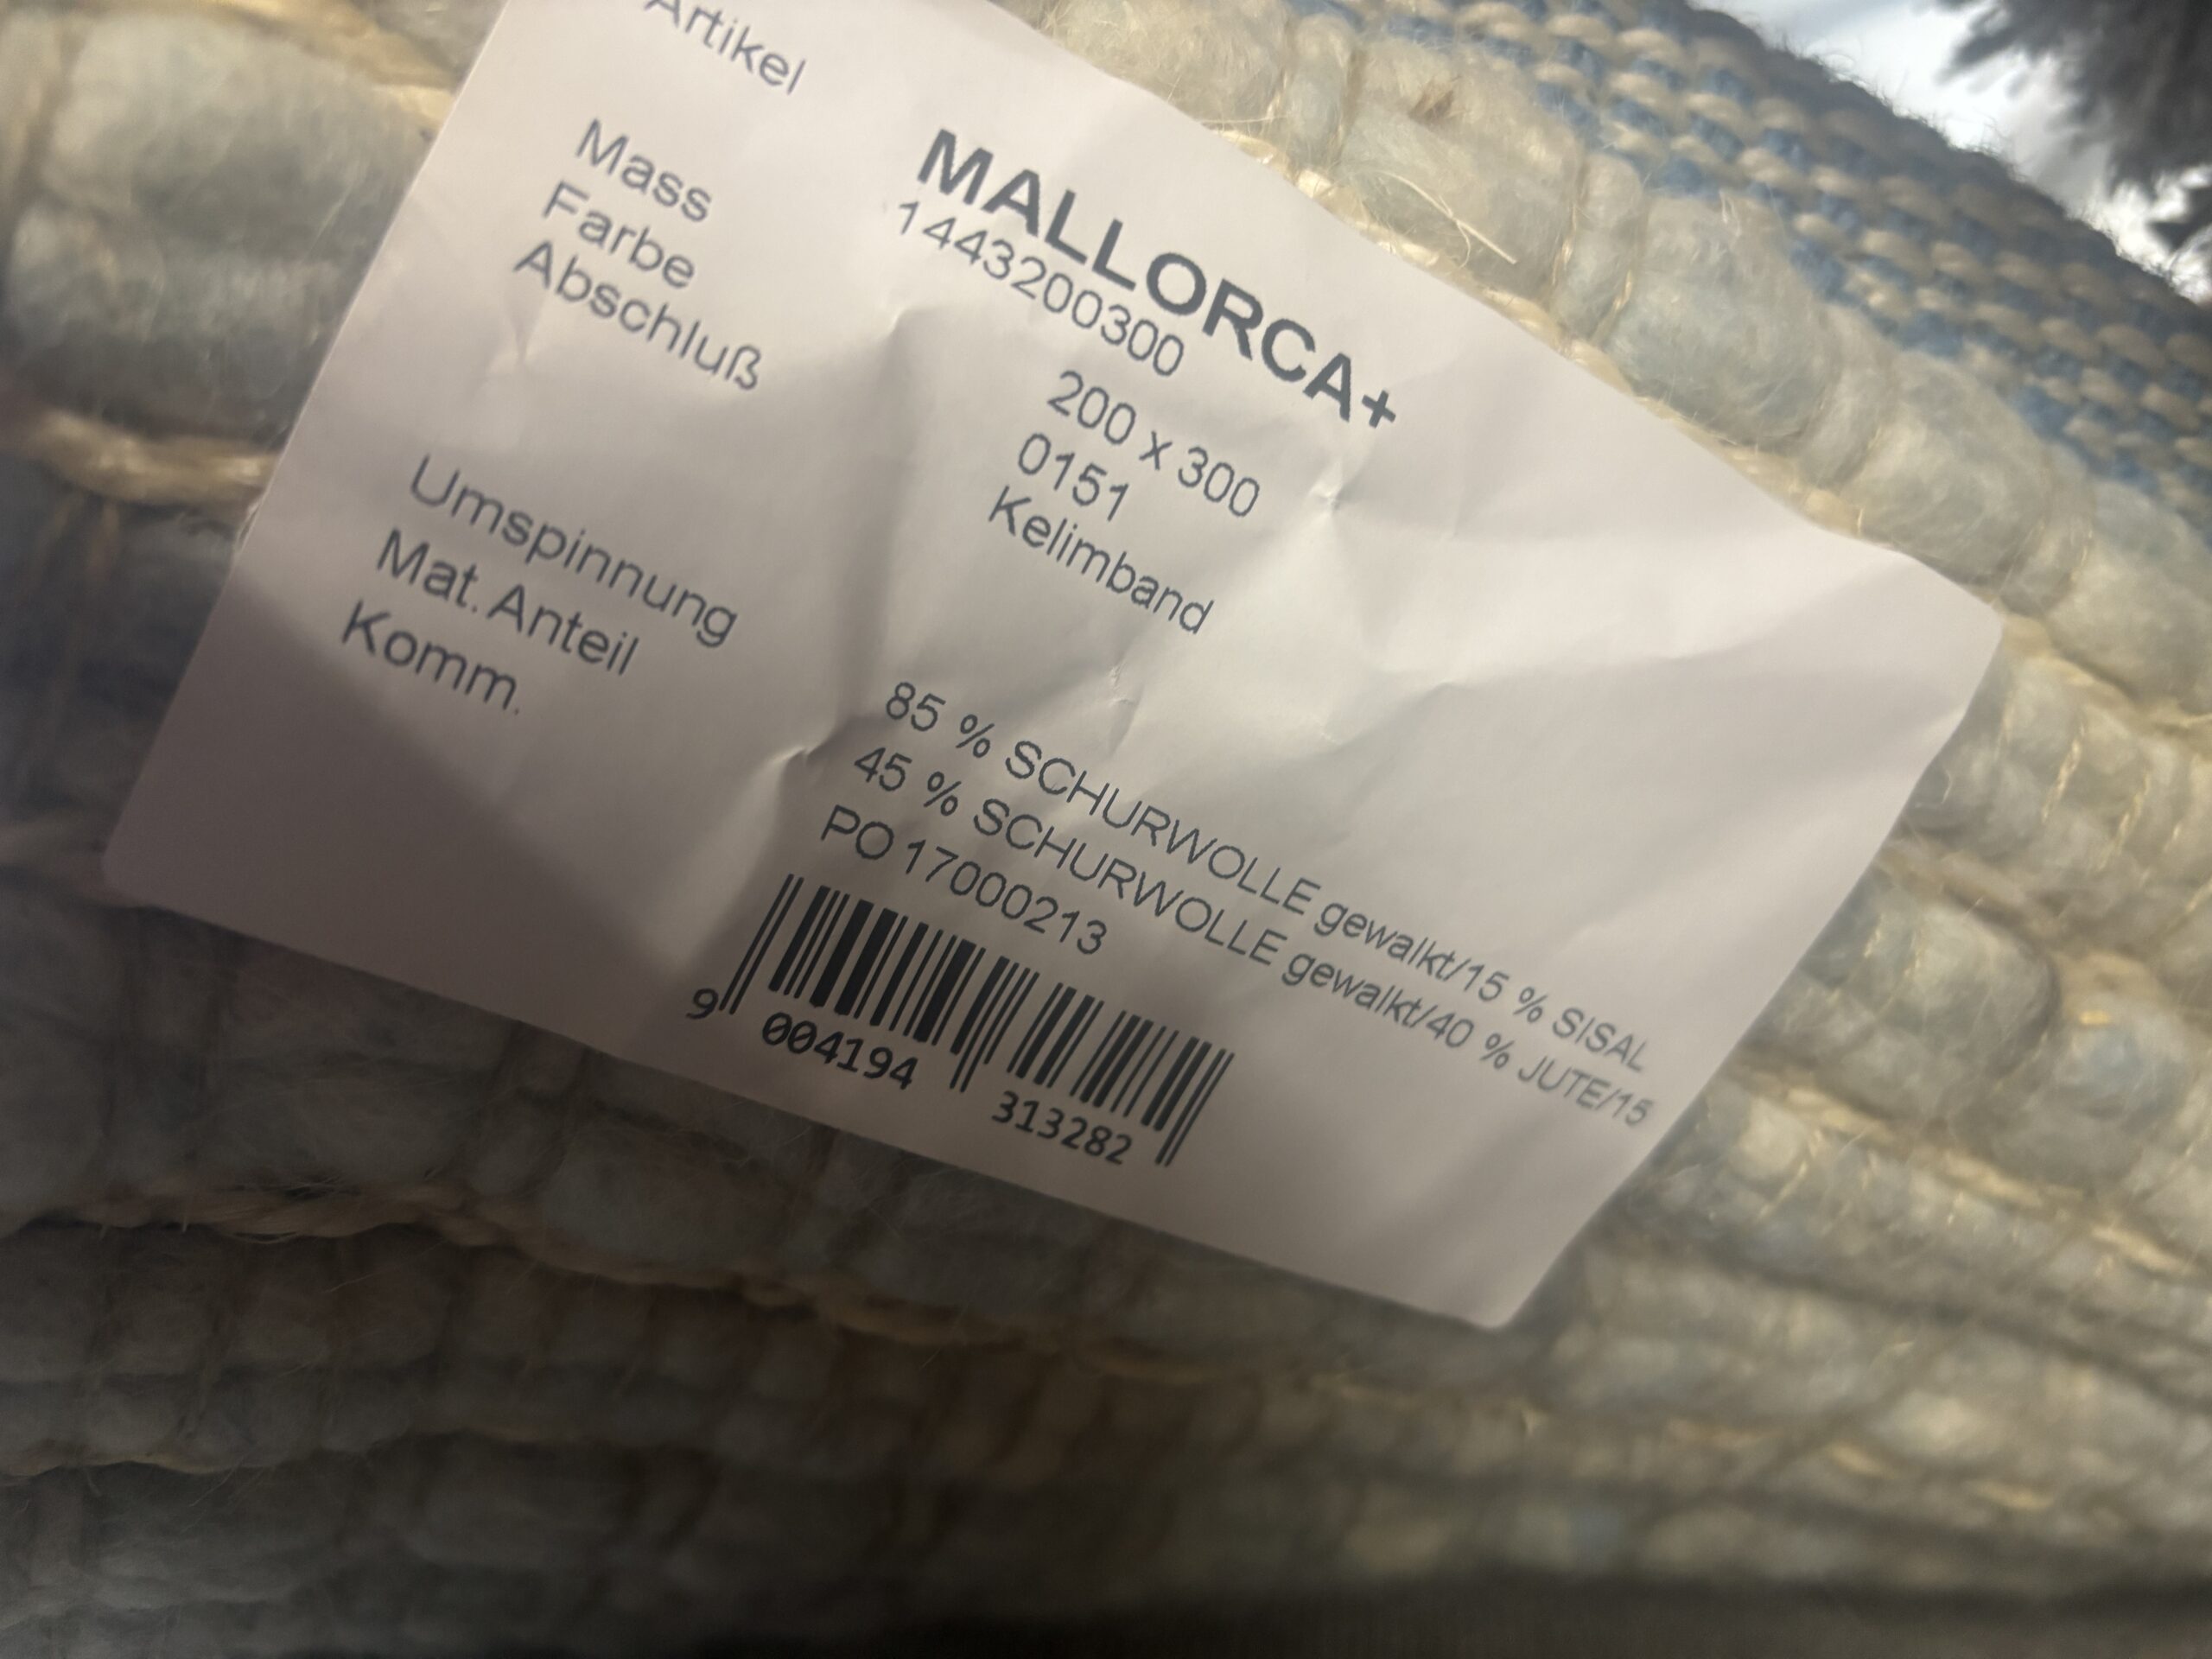 Artikel MALLORCA+
1443200300
Mass 200 x 300
Farbe 0151
Abschluß Kelimband
Umspinnung 85 % SCHURWOLLE gewalkt/15 % SISAL
Mat. Anteil 45 % SCHURWOLLE gewalkt/40 % JUTE/15
Komm. PO 17000213
9 004194 313282